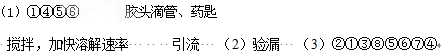 (1) ①④⑤⑥ 胶头滴管、药匙
搅拌，加快溶解速率 引流 (2) 验漏 (3) ②①③⑧⑤⑥⑦④.